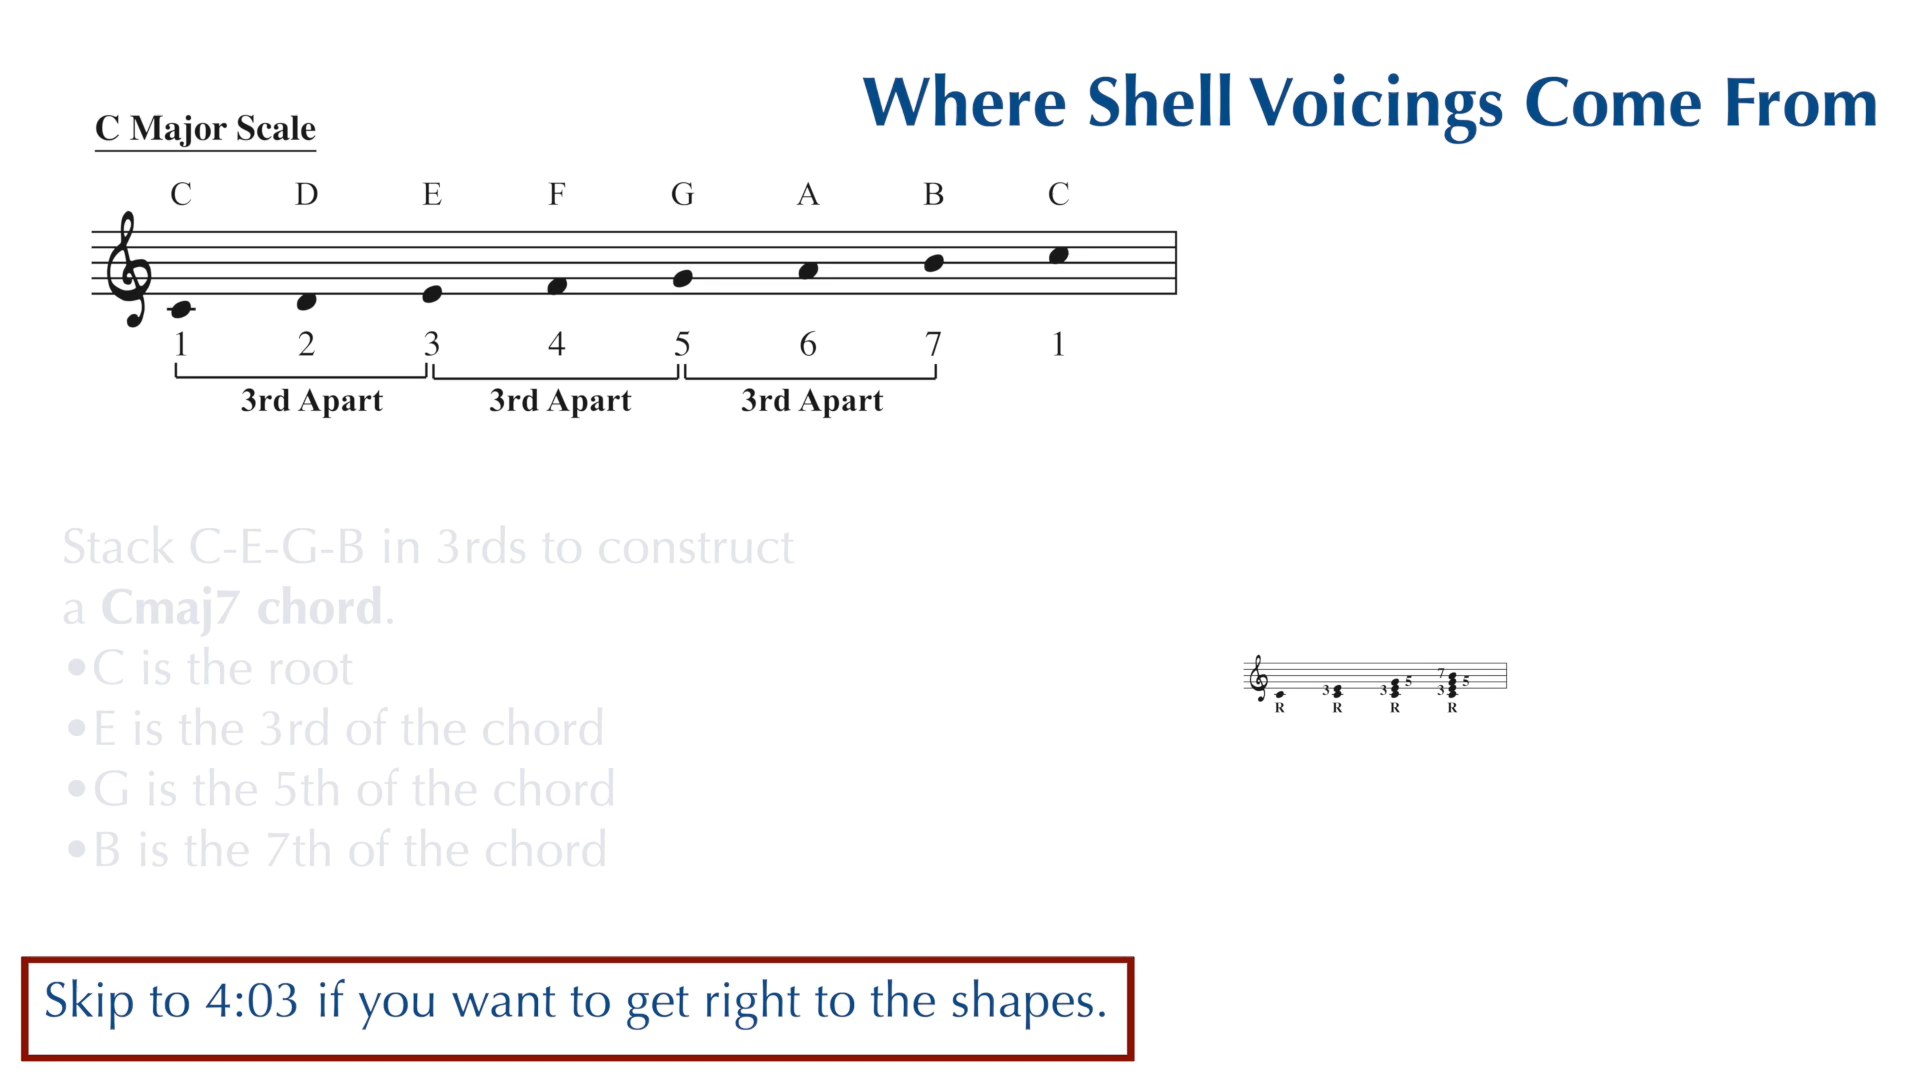 Where Shell Voicings Come From
C Major Scale
C D E F G A B C
1 2 3 4 5 6 7 1
3rd Apart 3rd Apart 3rd Apart
Stack C-E-G-B in 3rds to construct
a Cmaj7 chord.
•C is the root
•E is the 3rd of the chord
•G is the 5th of the chord
•B is the 7th of the chord
7
5 5
3 3 3
R R R R
Skip to 4:03 if you want to get right to the shapes.